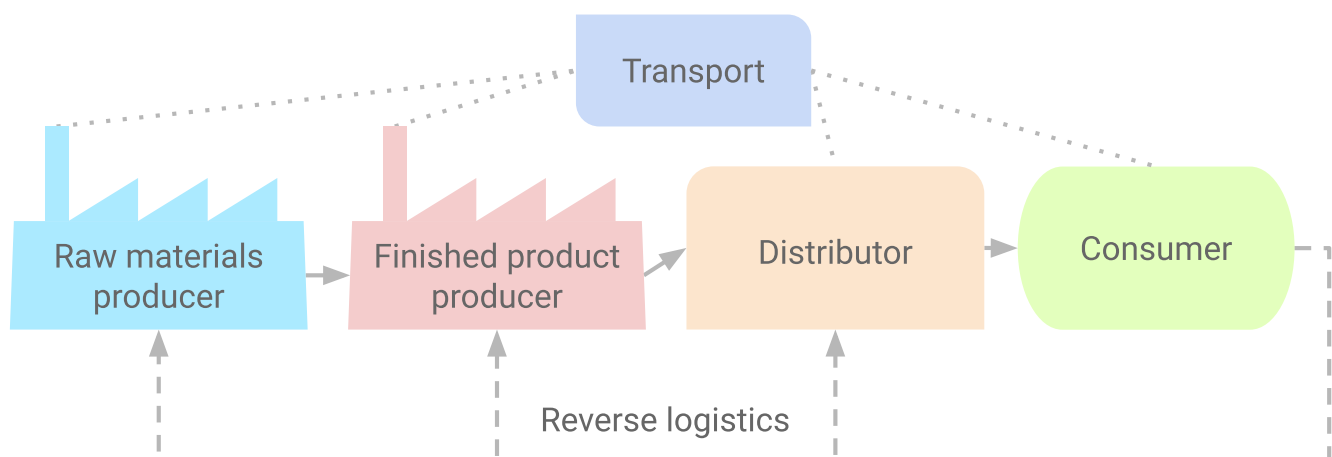 Transport
Raw materials
producer
Finished product
producer
Distributor
Consumer
Reverse logistics